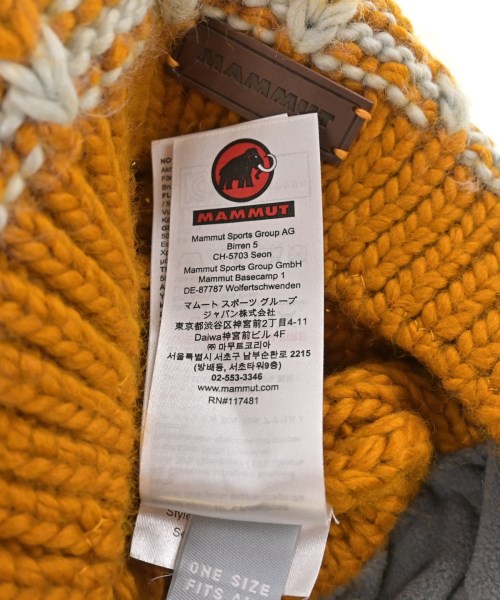 MAMMUT
MAMMUT
Mammut Sports Group AG
Birren 5
CH-5703 Seon
Mammut Sports Group GmbH
Mammut Basecamp 1
DE-87787 Wolfertschwenden
マムート スポーツ グループ
ジャパン株式会社
東京都渋谷区神宮前2丁目4-11
Daiwa神宮前ビル 4F
㈜ 마무트코리아
서울특별시 서초구 남부순환로 2215
(방배동, 서초타워9층)
02-553-3346
www.mammut.com
RN#117481
ONE SIZE
FITS